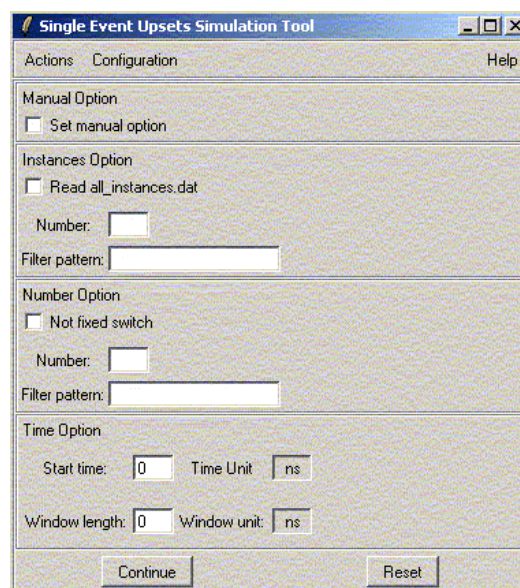 Single Event Upsets Simulation Tool
Actions Configuration Help
Manual Option
Set manual option
Instances Option
Read all_instances.dat
Number:
Filter pattern:
Number Option
Not fixed switch
Number:
Filter pattern:
Time Option
Start time: 0 Time Unit ns
Window length: 0 Window unit: ns
Continue Reset